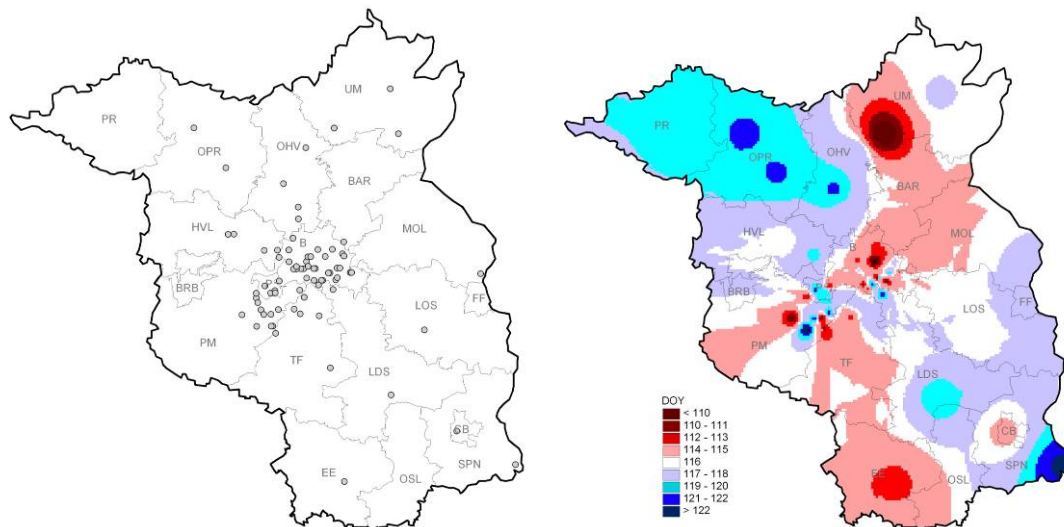 UM
PR
OPR
OHV
BAR
HVL
B
MOL
BRB
FF
LOS
PM
TF
LDS
CB
SPN
EE
OSL
UM
PR
OPR
OHV
BAR
HVL
MOL
B
BRB
FF
LOS
PM
TF
LDS
CB
SPN
EE
OSL
DOY
< 110
110 - 111
112 - 113
114 - 115
116
117 - 118
119 - 120
121 - 122
> 122